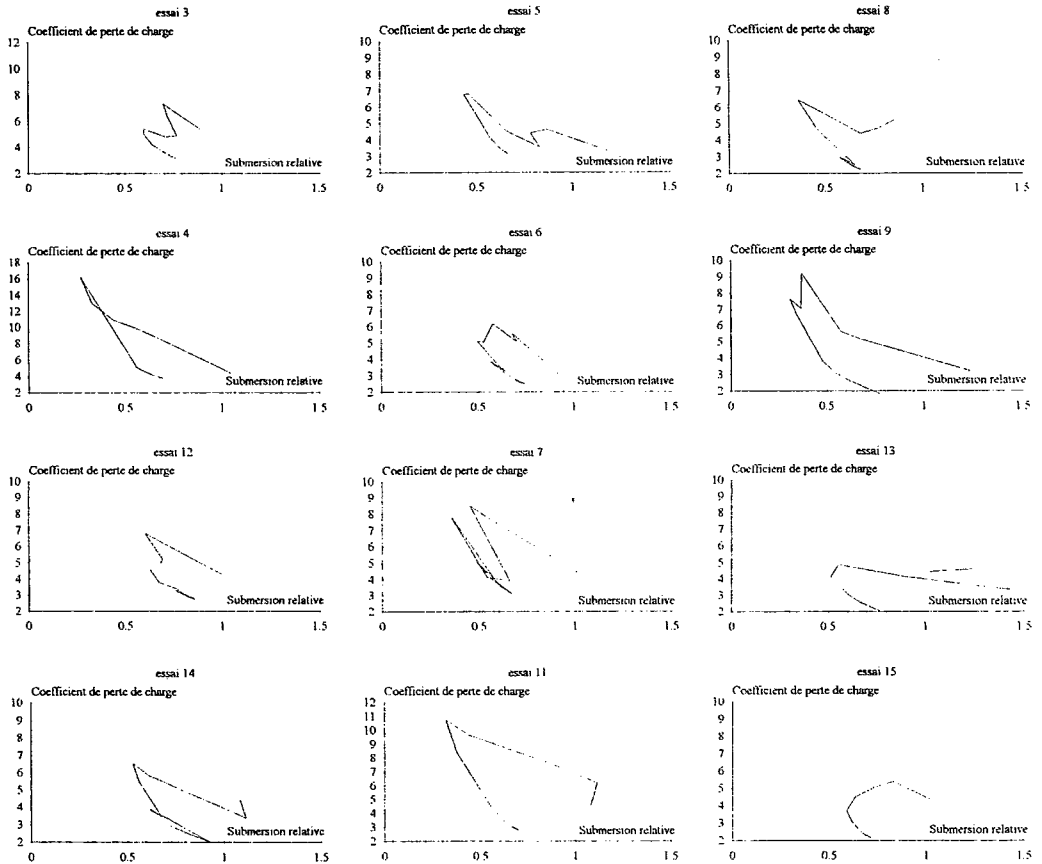 essai 3
Coefficient de perte de charge
12
10
8
6
4
2
Submersion relative
0 0.5 1 1.5
essai 5
Coefficient de perte de charge
10
9
8
7
6
5
4
3
2
Submersion relative
0 0.5 1 1.5
essai 8
Coefficient de perte de charge
10
9
8
7
6
5
4
3
2
Submersion relative
0 0.5 1 1.5
essai 4
Coefficient de perte de charge
18
16
14
12
10
8
6
4
2
Submersion relative
0 0.5 1 1.5
essai 6
Coefficient de perte de charge
10
9
8
7
6
5
4
3
2
Submersion relative
0 0.5 1 1.5
essai 9
Coefficient de perte de charge
10
9
8
7
6
5
4
3
2
Submersion relative
0 0.5 1 1.5
essai 12
Coefficient de perte de charge
10
9
8
7
6
5
4
3
2
Submersion relative
0 0.5 1 1.5
essai 7
Coefficient de perte de charge
10
9
8
7
6
5
4
3
2
Submersion relative
0 0.5 1 1.5
essai 13
Coefficient de perte de charge
10
9
8
7
6
5
4
3
2
Submersion relative
0 0.5 1 1.5
essai 14
Coefficient de perte de charge
10
9
8
7
6
5
4
3
2
Submersion relative
0 0.5 1 1.5
essai 11
Coefficient de perte de charge
12
11
10
9
8
7
6
5
4
3
2
Submersion relative
0 0.5 1 1.5
essai 15
Coefficient de perte de charge
10
9
8
7
6
5
4
3
2
Submersion relative
0 0.5 1 1.5